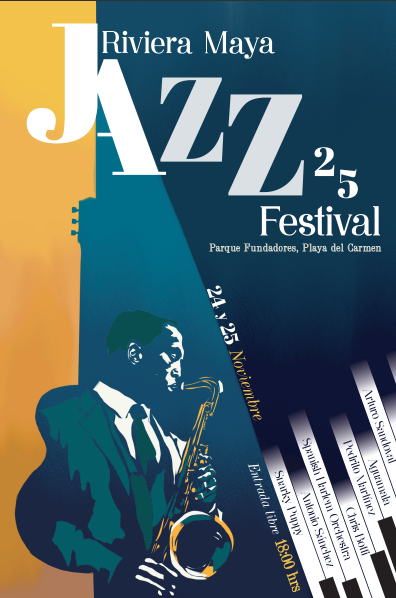 Riviera Maya
JAZZ
25
Festival
Parque Fundadores, Playa del Carmen
24 y 25
Noviembre
Entrada libre
18:00 hrs
Snarky Puppy
Antonio Sánchez
Spanish Harlem Orchestra
Chris Botti
Pedrito Martínez
Aguamala
Arturo Sandoval